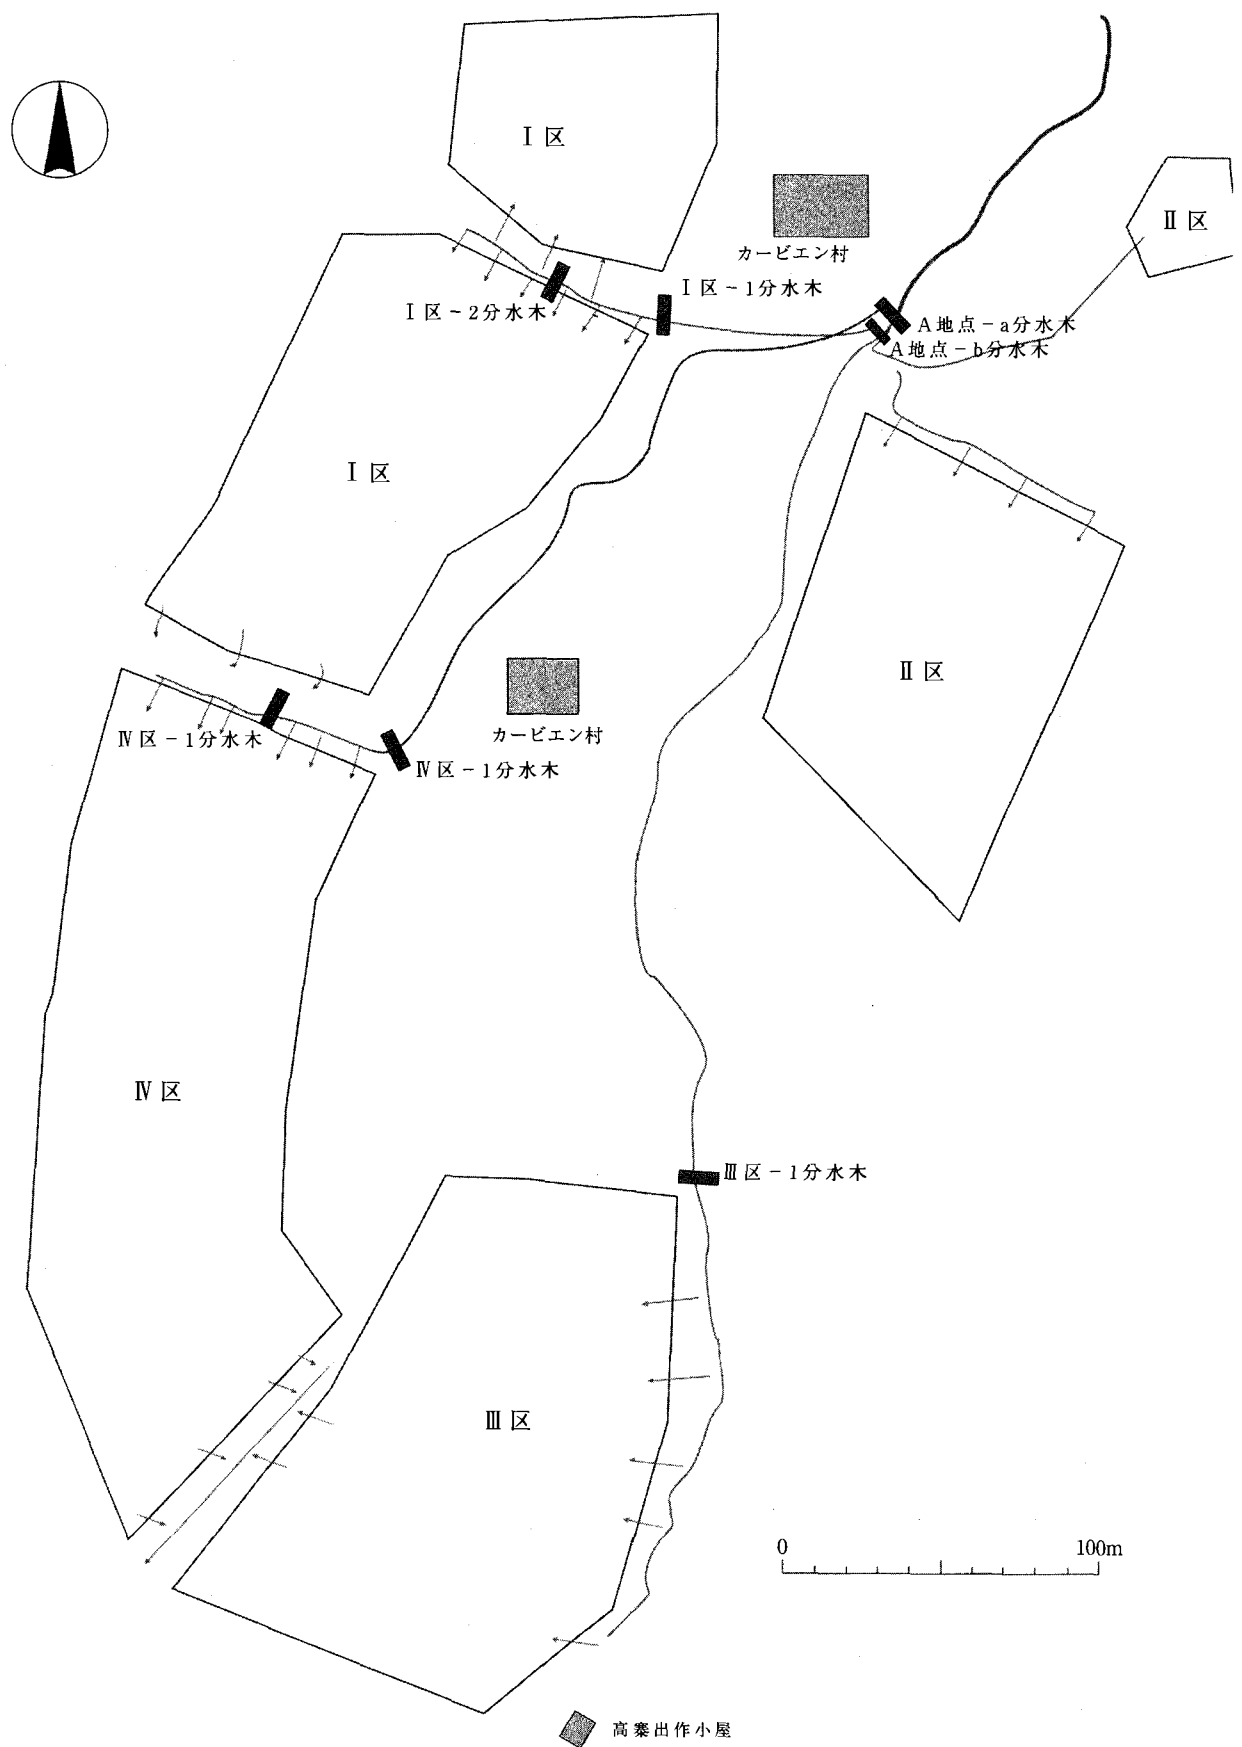 Ⅰ区
Ⅱ区
カービエン村
Ⅰ区-1分水木
Ⅰ区-2分水木
A地点-a分水木
A地点-b分水木
Ⅰ区
Ⅱ区
カービエン村
Ⅳ区-1分水木
Ⅳ区-1分水木
Ⅳ区
Ⅲ区-1分水木
Ⅲ区
0 100m
高寨出作小屋